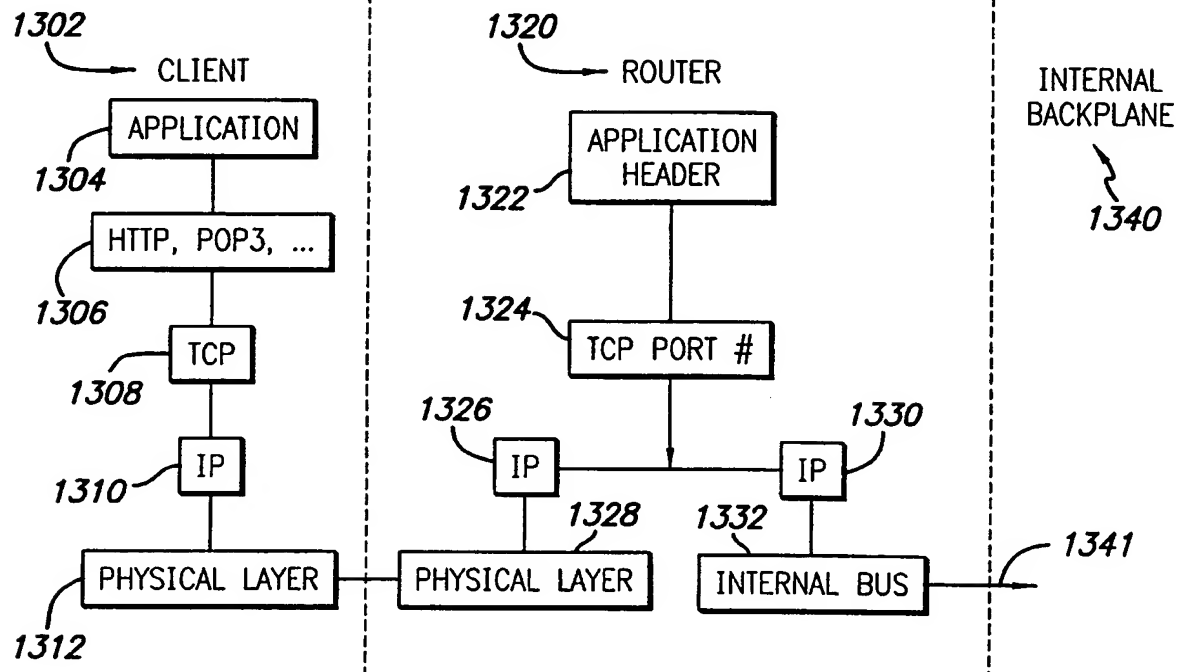 1302
CLIENT
APPLICATION
1304
HTTP, POP3, ...
1306
TCP
1308
IP
1310
PHYSICAL LAYER
1312
1320
ROUTER
APPLICATION
HEADER
1322
1324
TCP PORT #
1326
IP
1330
IP
1328
PHYSICAL LAYER
1332
INTERNAL BUS
INTERNAL
BACKPLANE
1340
1341